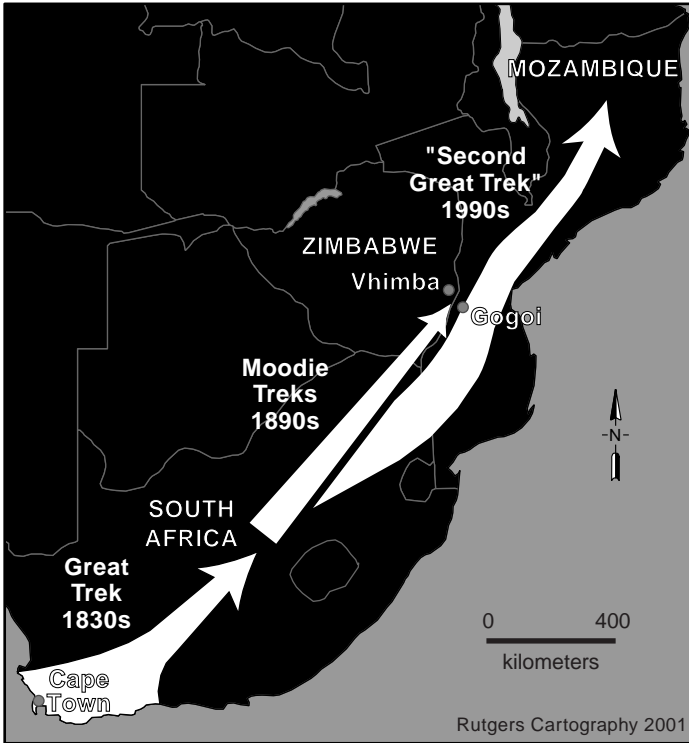 MOZAMBIQUE
"Second
Great Trek"
1990s
ZIMBABWE
Vhimba
Gogoi
Moodie
Treks
1890s
-N-
SOUTH
AFRICA
Great
Trek
1830s
0 400
kilometers
Cape
Town
Rutgers Cartography 2001